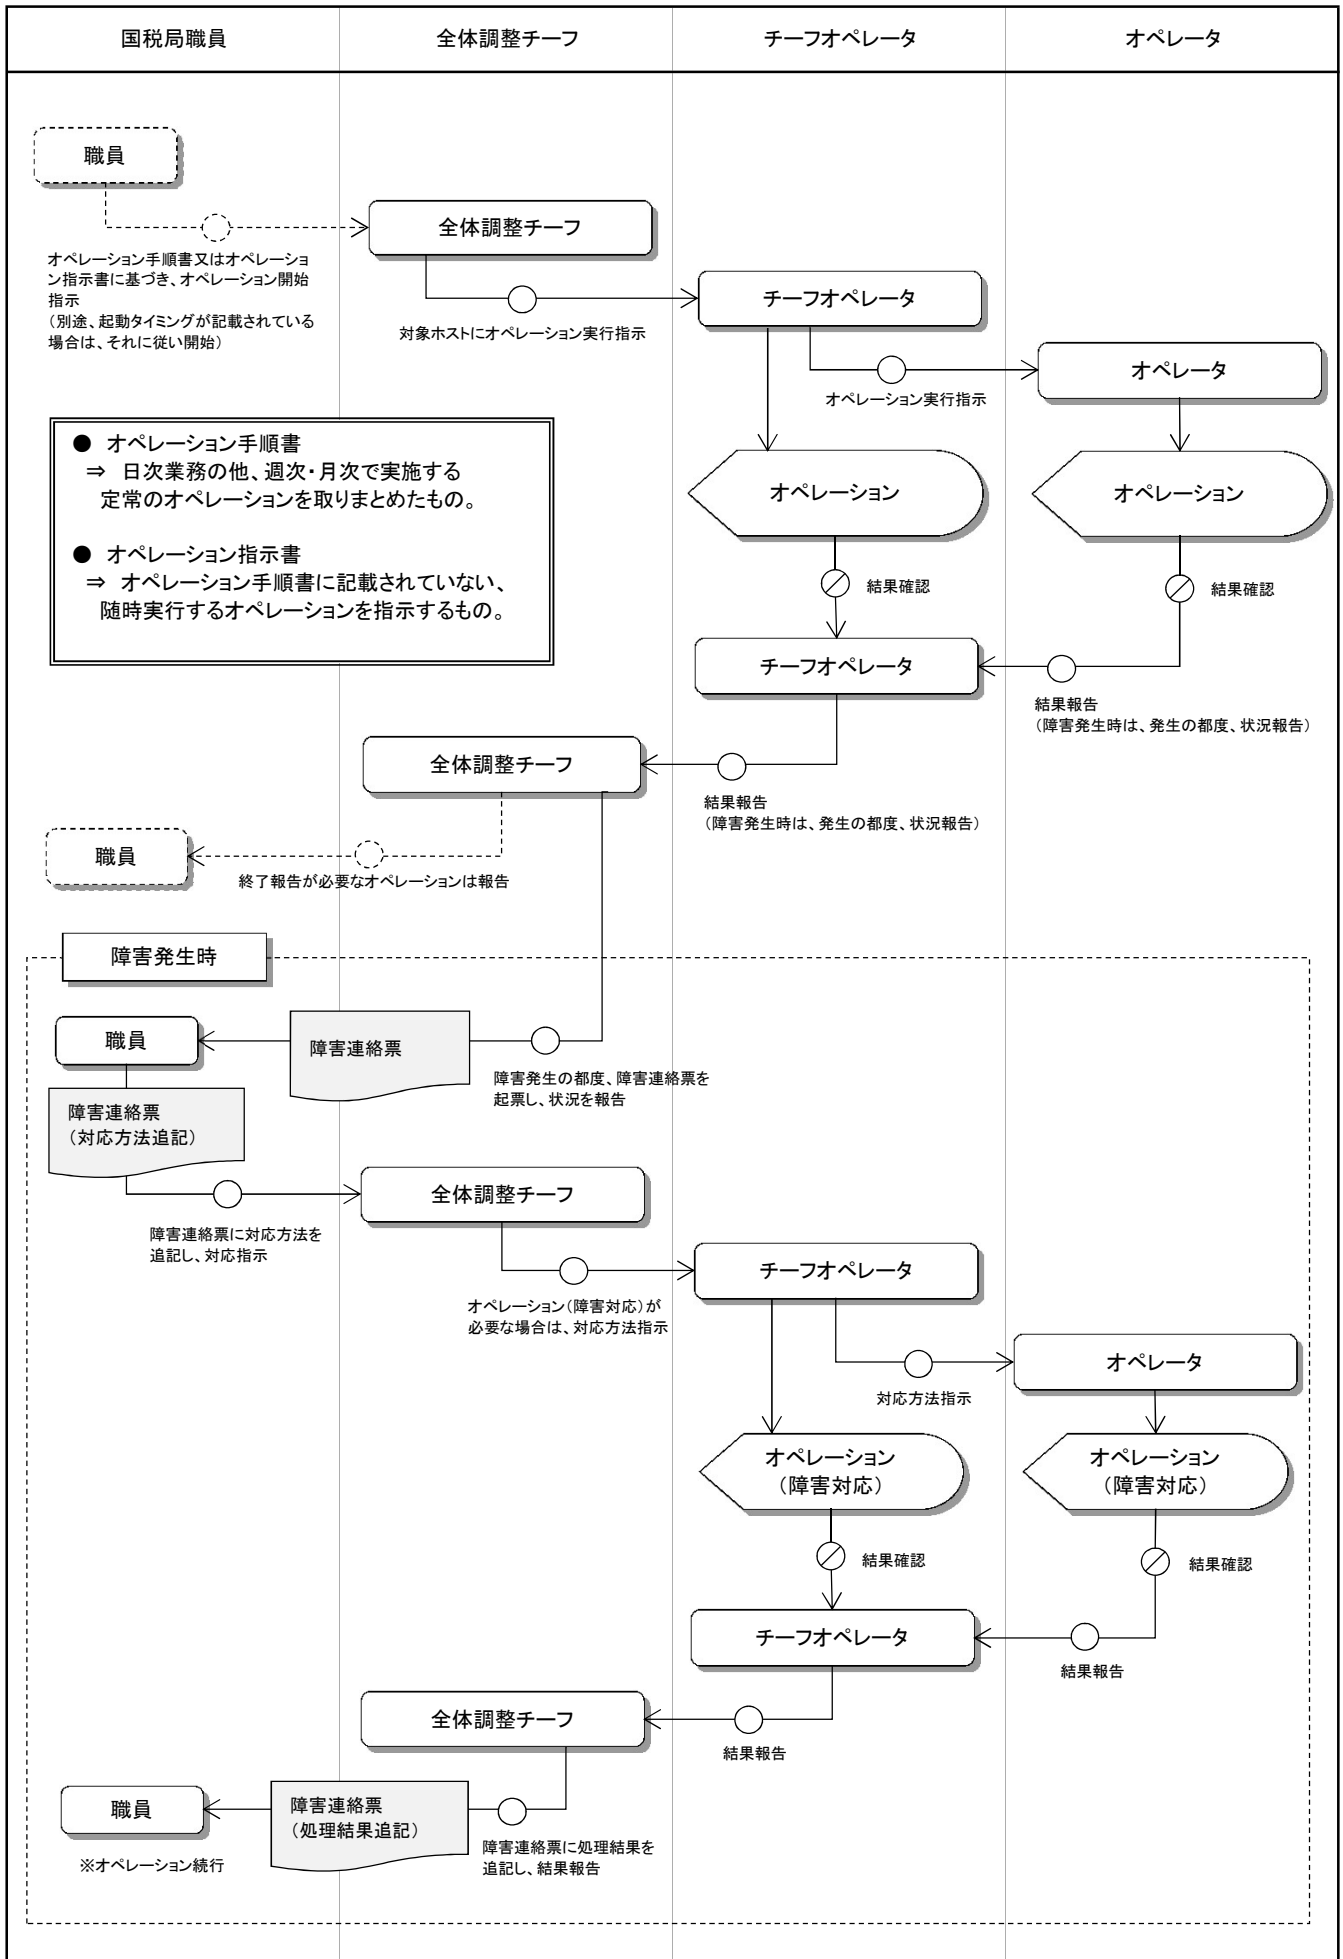 国税局職員
全体調整チーフ
チーフオペレータ
オペレータ
職員
全体調整チーフ
オペレーション手順書又はオペレーショ
ン指示書に基づき、オペレーション開始
指示
（別途、起動タイミングが記載されている
場合は、それに従い開始）
対象ホストにオペレーション実行指示
チーフオペレータ
オペレーション実行指示
オペレータ
● オペレーション手順書
⇒ 日次業務の他、週次・月次で実施する
定常のオペレーションを取りまとめたもの。
● オペレーション指示書
⇒ オペレーション手順書に記載されていない、
随時実行するオペレーションを指示するもの。
オペレーション
オペレーション
結果確認
結果確認
チーフオペレータ
結果報告
（障害発生時は、発生の都度、状況報告）
全体調整チーフ
結果報告
（障害発生時は、発生の都度、状況報告）
職員
終了報告が必要なオペレーションは報告
障害発生時
職員
障害連絡票
障害発生の都度、障害連絡票を
起票し、状況を報告
障害連絡票
（対応方法追記）
全体調整チーフ
障害連絡票に対応方法を
追記し、対応指示
チーフオペレータ
オペレーション（障害対応）が
必要な場合は、対応方法指示
オペレータ
対応方法指示
オペレーション
（障害対応）
オペレーション
（障害対応）
結果確認
結果確認
チーフオペレータ
結果報告
全体調整チーフ
結果報告
職員
障害連絡票
（処理結果追記）
障害連絡票に処理結果を
追記し、結果報告
※オペレーション続行